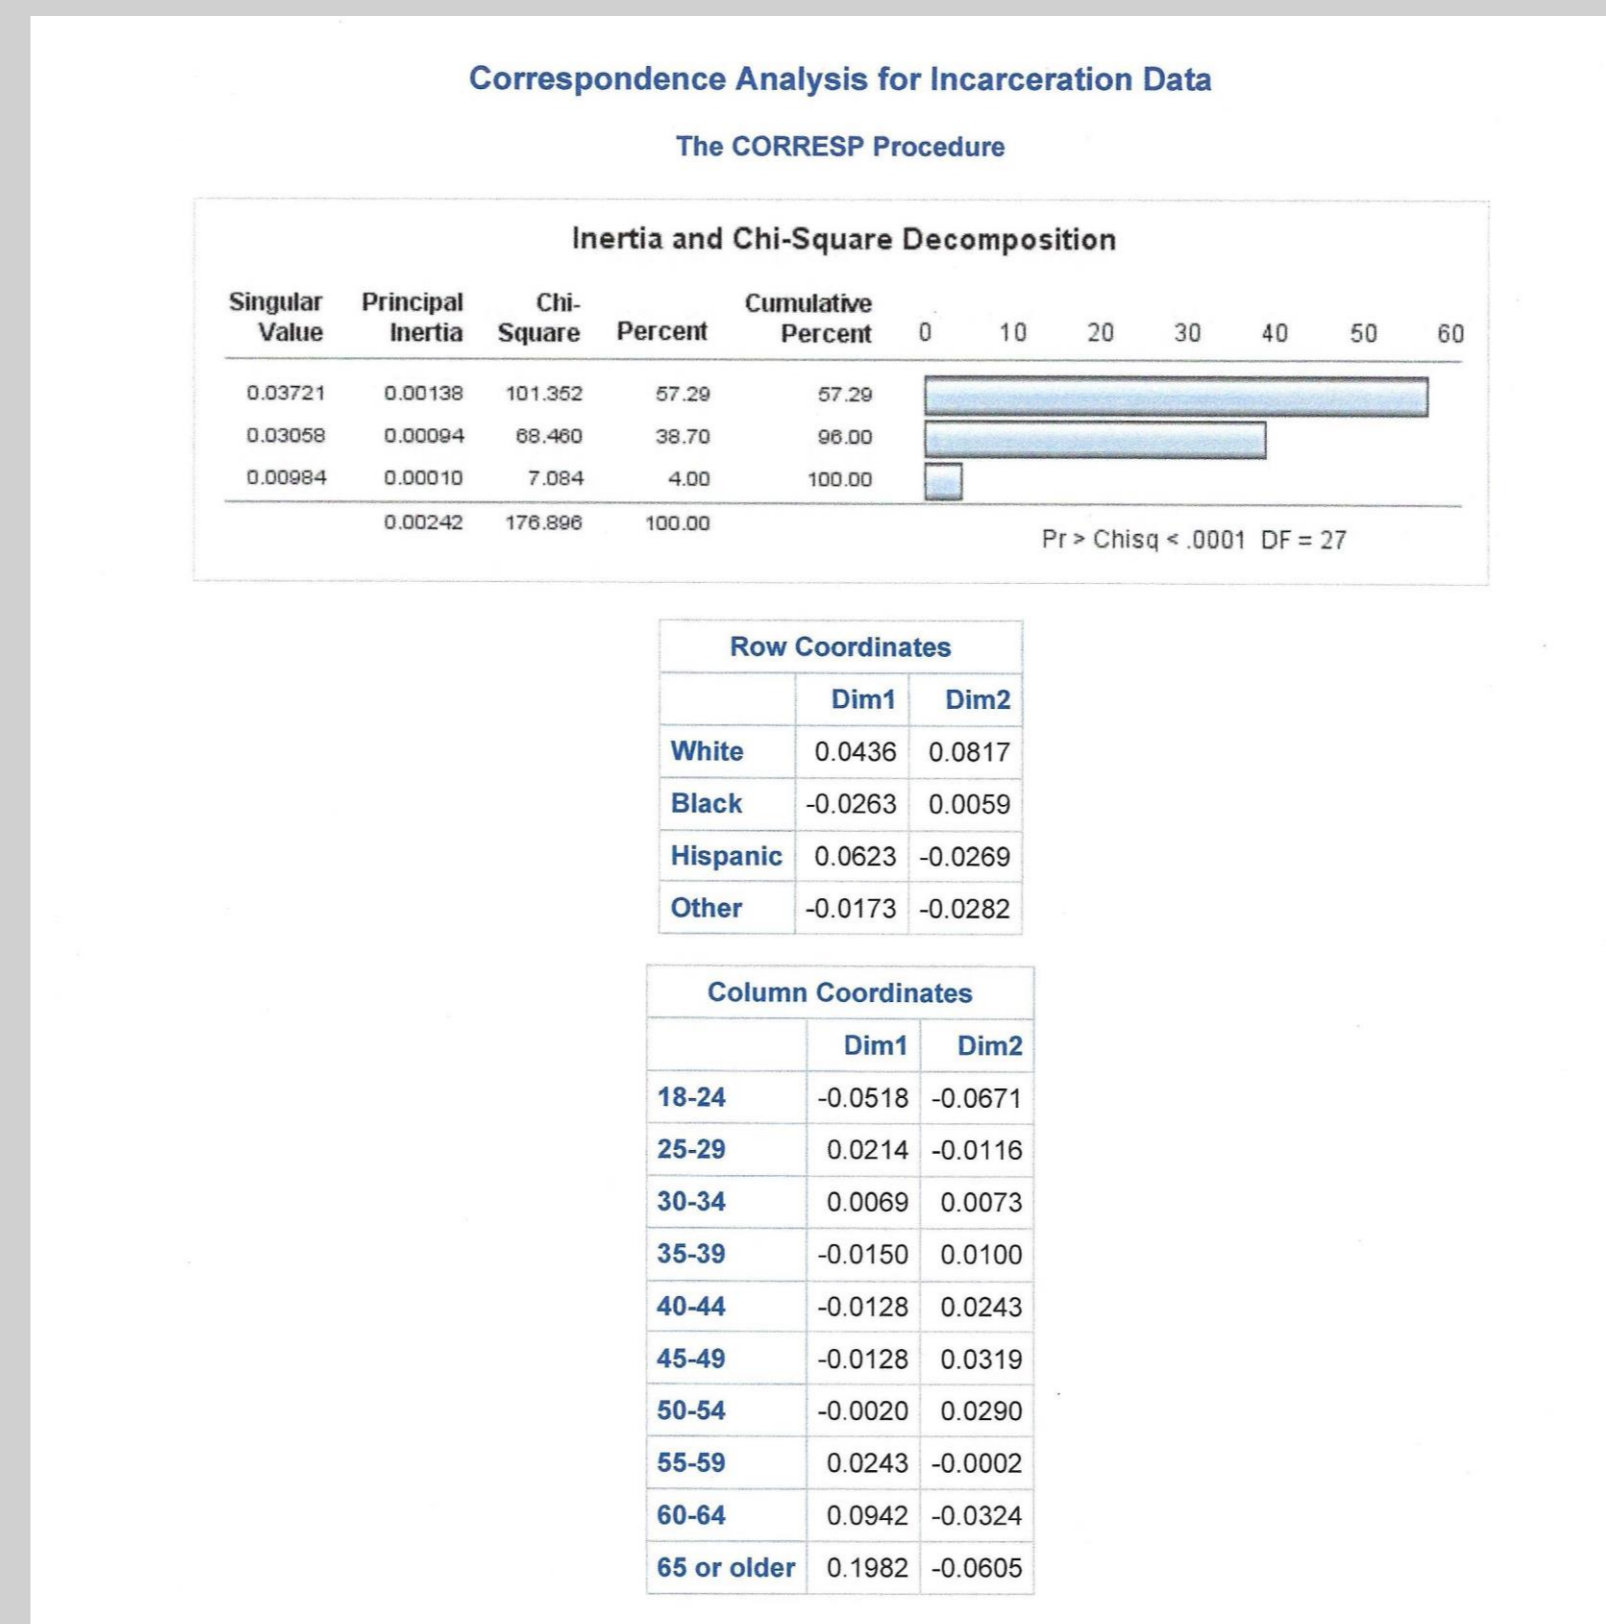 Correspondence Analysis for Incarceration Data
The CORRESP Procedure
Inertia and Chi-Square Decomposition
Singular Principal Chi- Cumulative
Value Inertia Square Percent Percent 0 10 20 30 40 50 60
0.03721 0.00138 101.352 57.29 57.29
0.03058 0.00094 68.460 38.70 96.00
0.00984 0.00010 7.084 4.00 100.00
0.00242 176.896 100.00
Pr > Chisq < .0001 DF = 27
Row Coordinates
Dim1 Dim2
White 0.0436 0.0817
Black -0.0263 0.0059
Hispanic 0.0623 -0.0269
Other -0.0173 -0.0282
Column Coordinates
Dim1 Dim2
18-24 -0.0518 -0.0671
25-29 0.0214 -0.0116
30-34 0.0069 0.0073
35-39 -0.0150 0.0100
40-44 -0.0128 0.0243
45-49 -0.0128 0.0319
50-54 -0.0020 0.0290
55-59 0.0243 -0.0002
60-64 0.0942 -0.0324
65 or older 0.1982 -0.0605